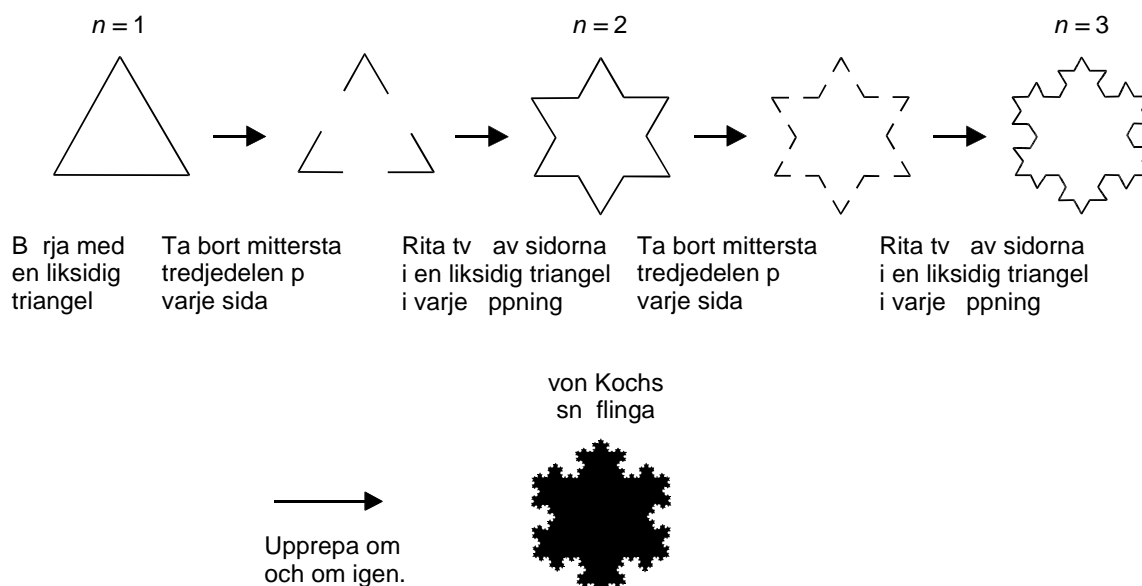 n = 1
n = 2
n = 3
B rja med
en liksidig
triangel
Ta bort mittersta
tredjedelen p
varje sida
Rita tv av sidorna
i en liksidig triangel
i varje ppning
Ta bort mittersta
tredjedelen p
varje sida
Rita tv av sidorna
i en liksidig triangel
i varje ppning
von Kochs
sn flinga
Upprepa om
och om igen.